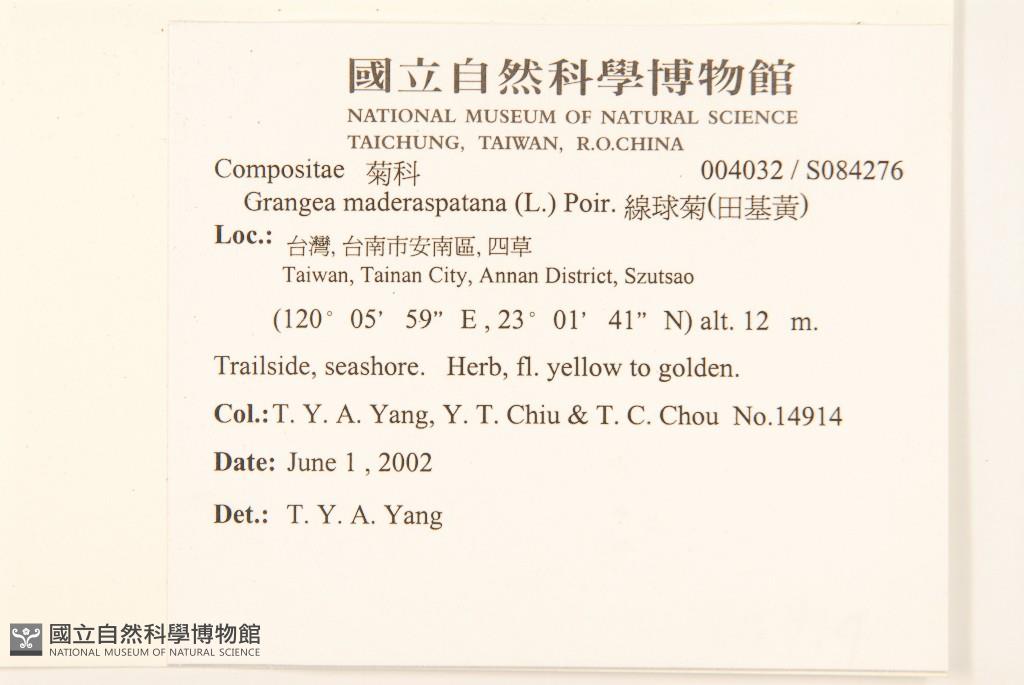 國立自然科學博物館
NATIONAL MUSEUM OF NATURAL SCIENCE
TAICHUNG, TAIWAN, R.O.CHINA
Compositae 菊科 004032 / S084276
Grangea maderaspatana (L.) Poir. 線球菊(田基黃)
Loc.: 台灣, 台南市安南區, 四草
Taiwan, Tainan City, Annan District, Szutsao
(120° 05’ 59” E , 23° 01’ 41” N) alt. 12 m.
Trailside, seashore. Herb, fl. yellow to golden.
Col.: T. Y. A. Yang, Y. T. Chiu & T. C. Chou No.14914
Date: June 1 , 2002
Det.: T. Y. A. Yang
國立自然科學博物館
NATIONAL MUSEUM OF NATURAL SCIENCE